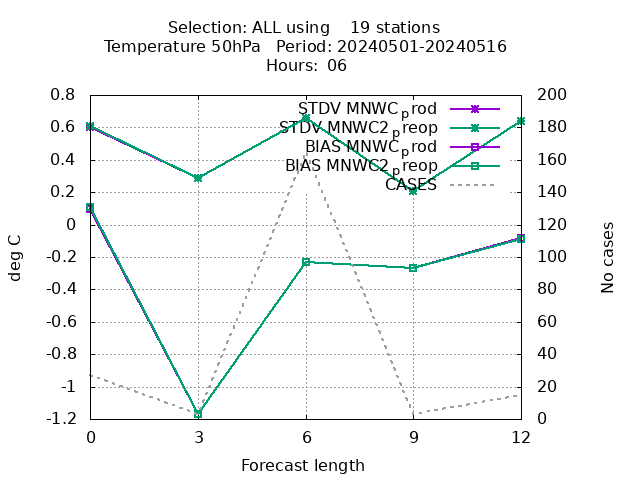 Selection: ALL using    19 stations
Temperature 50hPa   Period: 20240501-20240516
Hours:  06
0.8
0.6
0.4
0.2
0
-0.2
-0.4
-0.6
-0.8
-1
-1.2
200
180
160
140
120
100
80
60
40
20
0
STDV MNWC_prod
STDV MNWC2_preop
BIAS MNWC_prod
BIAS MNWC2_preop
CASES
deg C
No cases
0 3 6 9 12
Forecast length